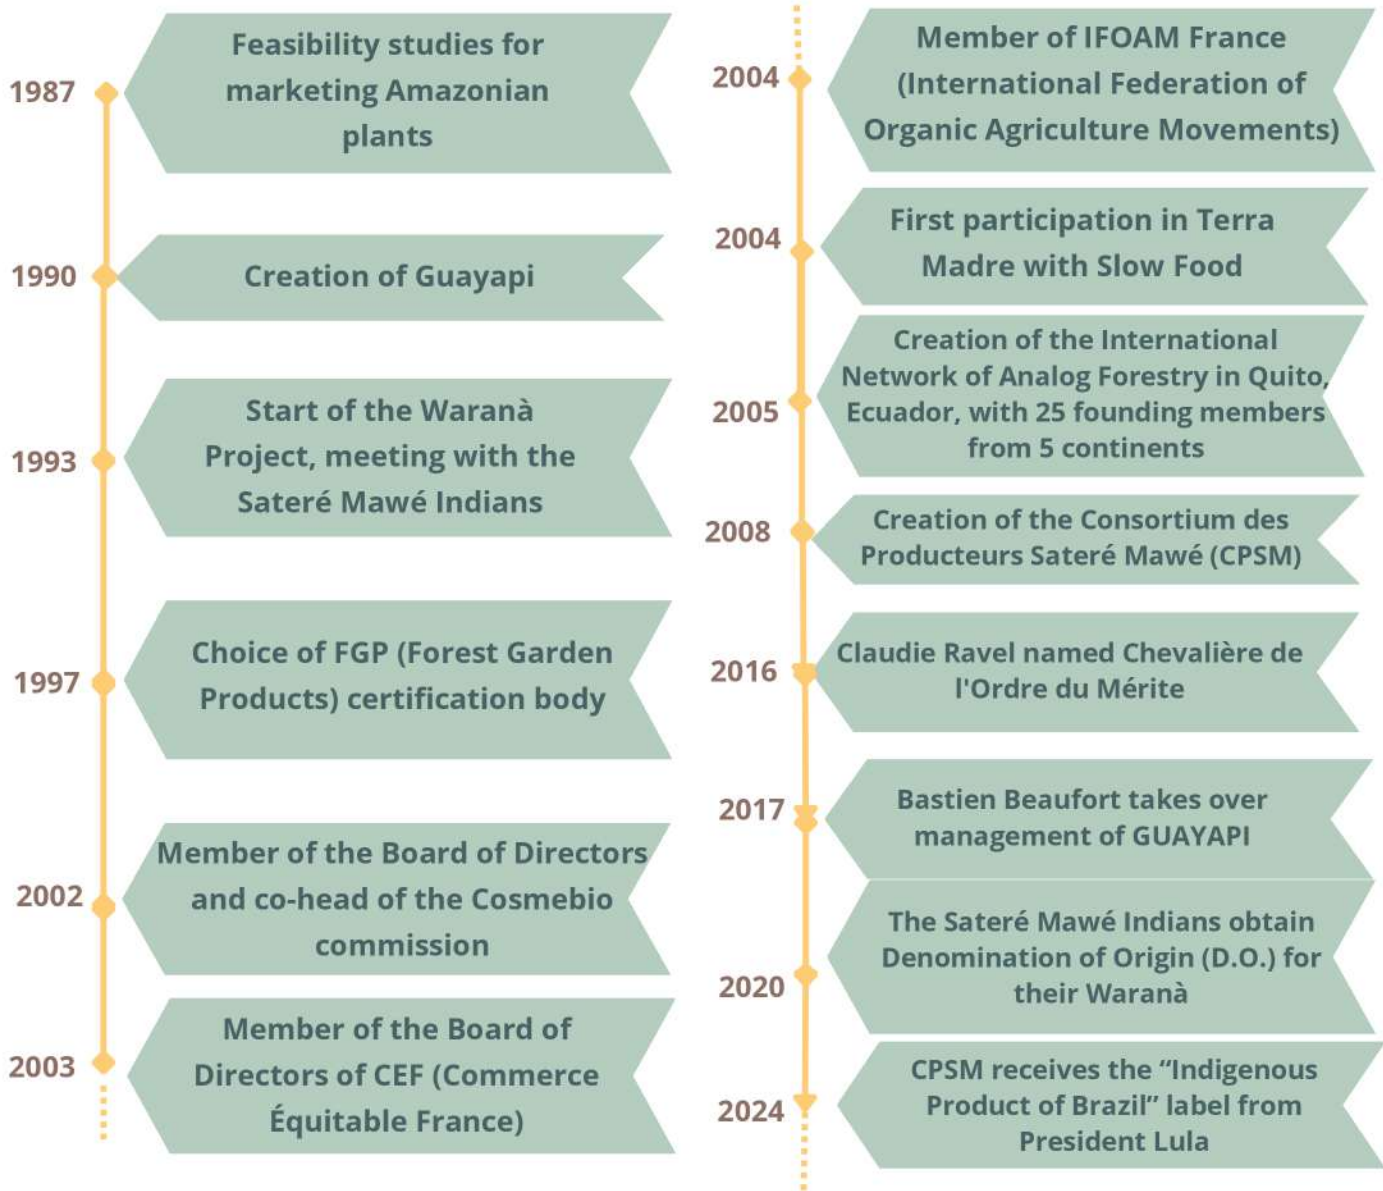 1987
Feasibility studies for
marketing Amazonian
plants
1990
Creation of Guayapi
1993
Start of the Waranà
Project, meeting with the
Sateré Mawé Indians
1997
Choice of FGP (Forest Garden
Products) certification body
2002
Member of the Board of Directors
and co-head of the Cosmebio
commission
2003
Member of the Board of
Directors of CEF (Commerce
Équitable France)
2004
Member of IFOAM France
(International Federation of
Organic Agriculture Movements)
2004
First participation in Terra
Madre with Slow Food
2005
Creation of the International
Network of Analog Forestry in Quito,
Ecuador, with 25 founding members
from 5 continents
2008
Creation of the Consortium des
Producteurs Sateré Mawé (CPSM)
2016
Claudie Ravel named Chevalière de
l'Ordre du Mérite
2017
Bastien Beaufort takes over
management of GUAYAPI
2020
The Sateré Mawé Indians obtain
Denomination of Origin (D.O.) for
their Waranà
2024
CPSM receives the “Indigenous
Product of Brazil” label from
President Lula